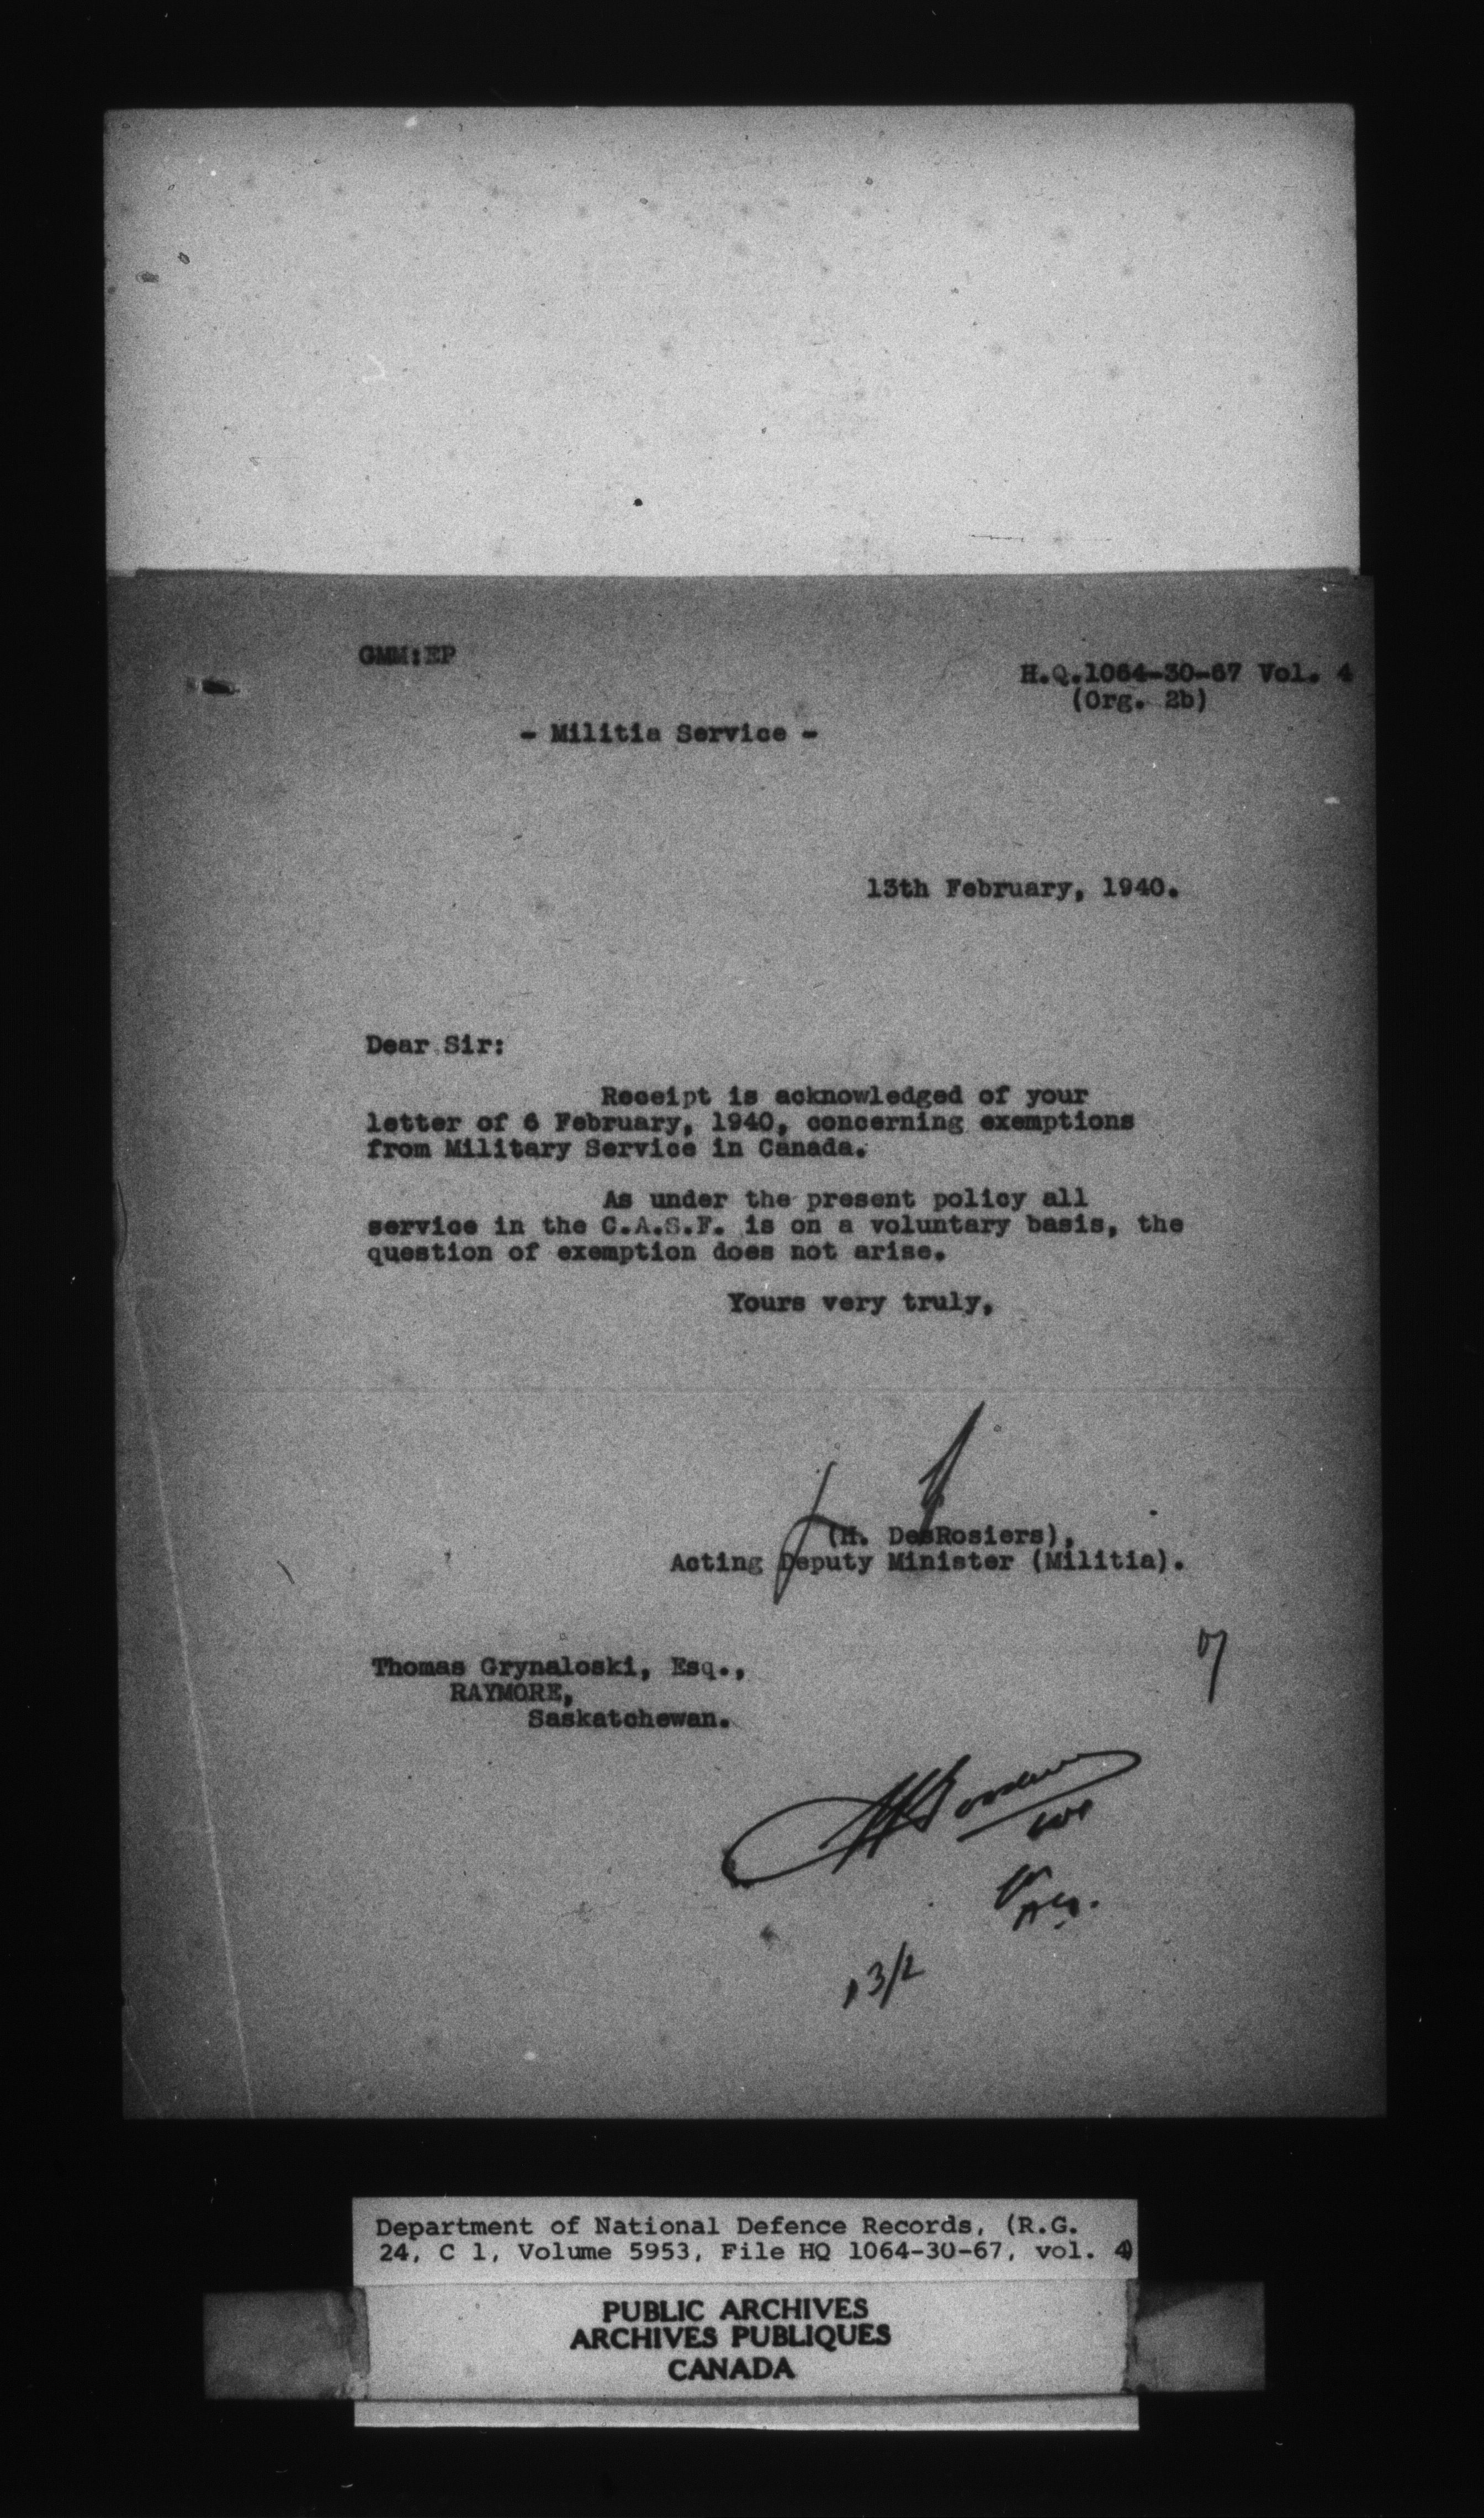 GMM:EP
H.Q.1064-30-67 Vol. 4
(Org. 2b)
- Militia Service -
13th February, 1940.
Dear Sir:
Receipt is acknowledged of your
letter of 6 February, 1940, concerning exemptions
from Military Service in Canada.
As under the present policy all
service in the C.A.S.F. is on a voluntary basis, the
question of exemption does not arise.
Yours very truly,
(H. DesRosiers),
Acting Deputy Minister (Militia).
Thomas Grynaloski, Esq.,
RAYMORE,
Saskatchewan.
13/2
Department of National Defence Records, (R.G.
24, C 1, Volume 5953, File HQ 1064-30-67, vol. 4)
PUBLIC ARCHIVES
ARCHIVES PUBLIQUES
CANADA